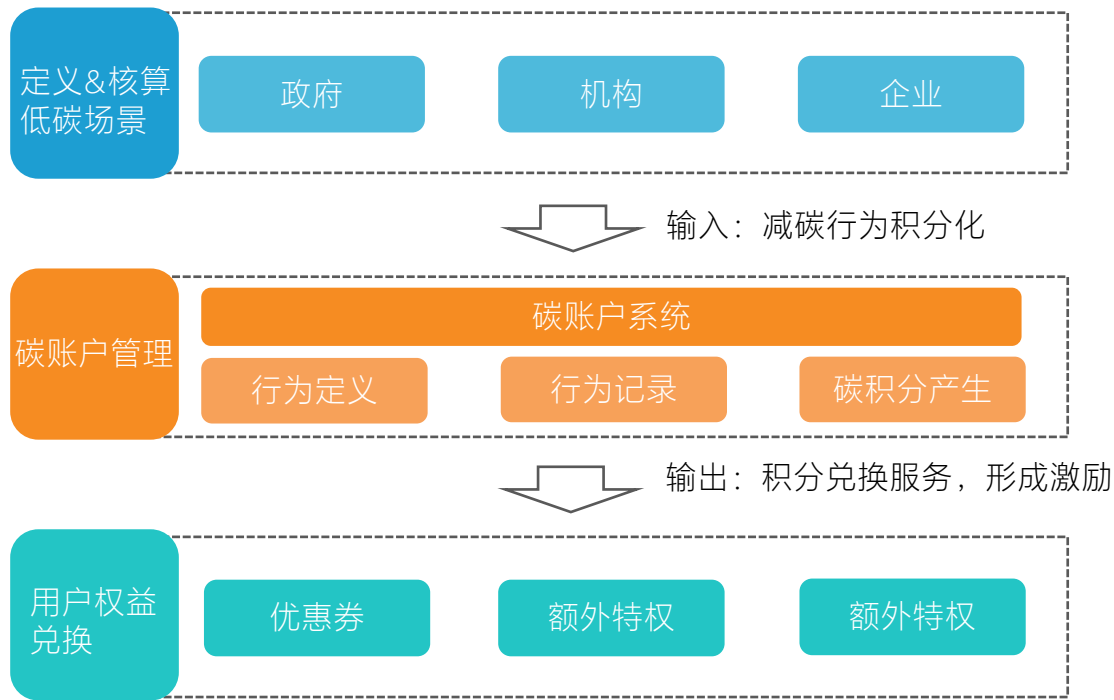 定义&核算
低碳场景
政府
机构
企业
输入：减碳行为积分化
碳账户管理
碳账户系统
行为定义
行为记录
碳积分产生
输出：积分兑换服务，形成激励
用户权益
兑换
优惠券
额外特权
额外特权